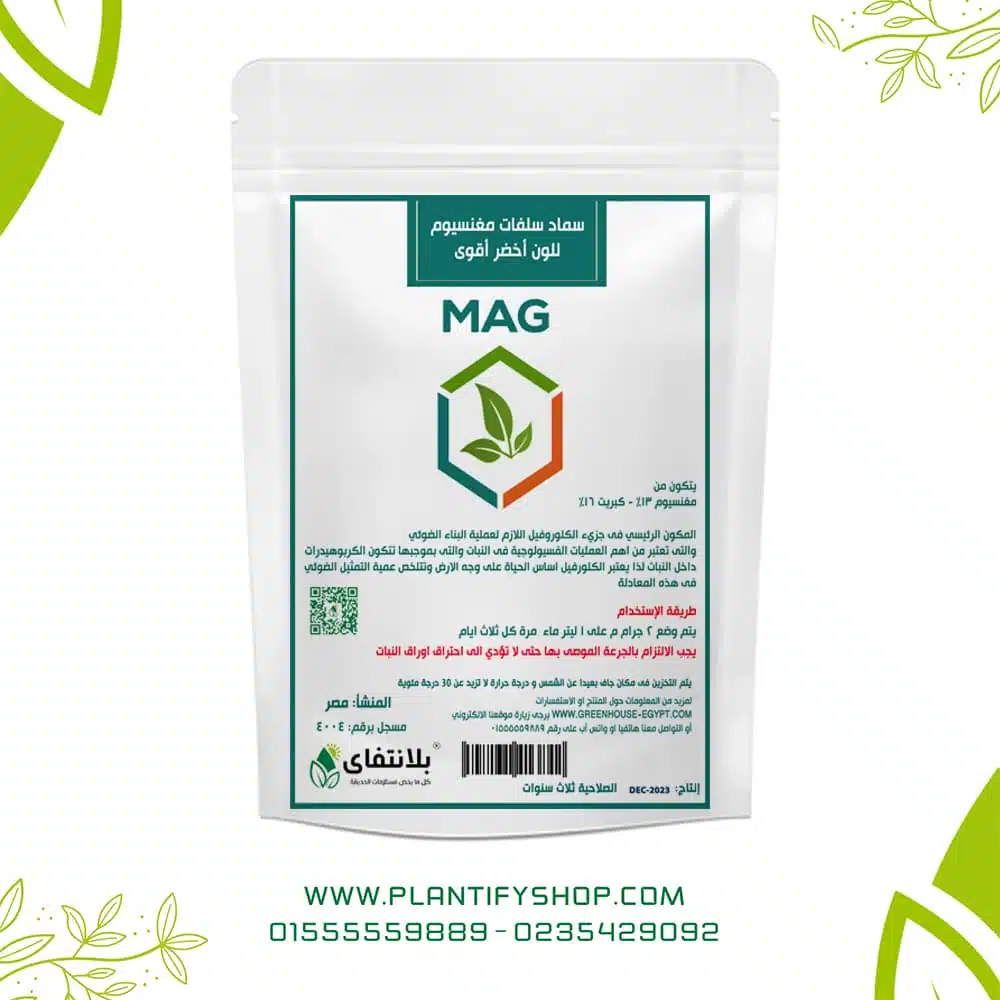 سماد سلفات مغنسيوم
للون أخضر أقوى
MAG
يتكون من
مغنسيوم ١٣٪ - كبريت ١٦٪
المكون الرئيسي فى جزيء الكلوروفيل اللازم لعملية البناء الضوئي
والتى تعتبر من اهم العمليات الفسيولوجية فى النبات والتى بموجبها تتكون الكربوهيدرات
داخل النبات لذا يعتبر الكلورفيل اساس الحياة على وجه الارض وتتلخص عمية التمثيل الضوئي
فى هذه المعادلة
طريقة الإستخدام
يتم وضع ٢ جرام م على ١ ليتر ماء مرة كل ثلاث ايام
يجب الالتزام بالجرعة الموصى بها حتى لا تؤدي الى احتراق اوراق النبات
يتم التخزين فى مكان جاف بعيدا عن الشمس و درجة حرارة لا تزيد عن 30 درجة مئوية
لمزيد من المعلومات حول المنتج او الاستفسارات
يرجى زيارة موقعنا الالكتروني WWW.GREENHOUSE-EGYPT.COM
أو التواصل معنا هاتفيا او واتس أب على رقم ٠١٥٥٥٥٥٩٨٨٩
المنشأ: مصر
مسجل برقم: ٤٠٠٤
بلانتفاى®
كل ما يخص مستلزمات الحديقة
إنتاج: DEC-2023 الصلاحية ثلاث سنوات
WWW.PLANTIFYSHOP.COM
01555559889 - 0235429092